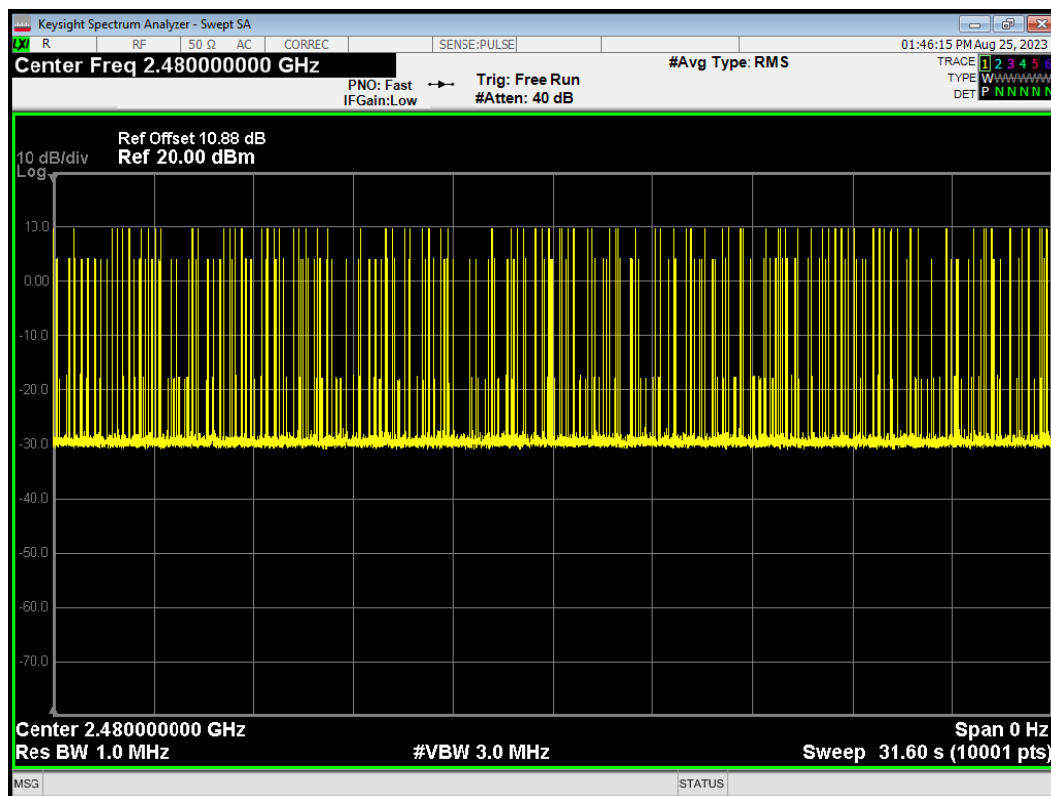 Keysight Spectrum Analyzer - Swept SA
LXI R RF 50 Ω AC CORREC SENSE:PULSE 01:46:15 PM Aug 25, 2023
Center Freq 2.480000000 GHz #Avg Type: RMS TRACE 1 2 3 4 5 6
PNO: Fast Trig: Free Run TYPE WWWWWW
IFGain:Low #Atten: 40 dB DET P N N N N N
Ref Offset 10.88 dB
10 dB/div Ref 20.00 dBm
Log
10.0
0.00
-10.0
-20.0
-30.0
-40.0
-50.0
-60.0
-70.0
Center 2.480000000 GHz Span 0 Hz
Res BW 1.0 MHz #VBW 3.0 MHz Sweep 31.60 s (10001 pts)
MSG STATUS